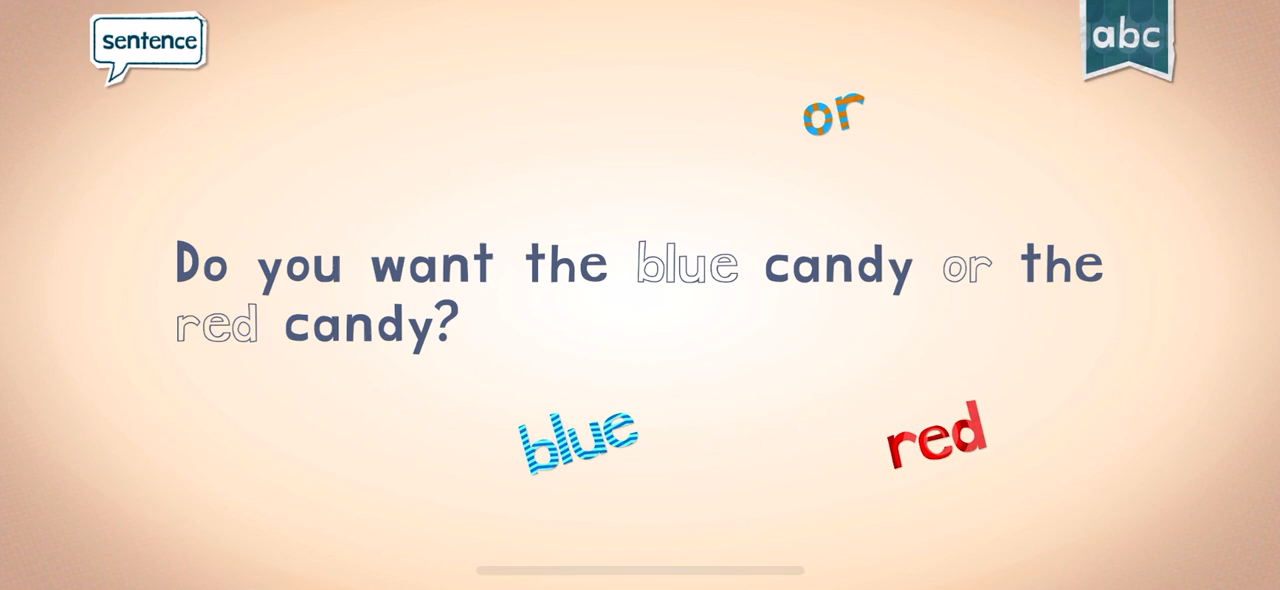 sentence
abc
or
Do you want the blue candy or the
red candy?
blue
red